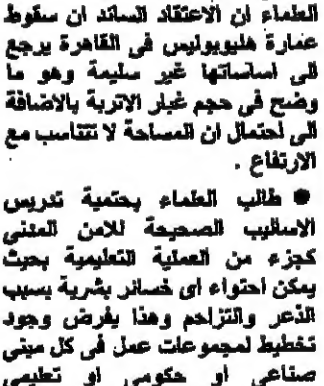 العلماء ان الاعتقاد السائد ان سقوط
عمارة هليوبوليس فى القاهرة يرجع
الى اساساتها غير سليمة وهو ما
وضح فى حجم غبار الاتربة بالاضافة
الى احتمال ان المساحة لا تتناسب مع
الارتفاع .
● طالب العلماء بحتمية تدريس
الاساليب الصحيحة للامن المدنى
كجزء من العملية التعليمية بحيث
يمكن احتواء اى خسائر بشرية بسبب
الذعر والتزاحم وهذا يفرض وجود
تخطيط لمجموعات عمل فى كل مبنى
صناعى او حكومى او تعليمى